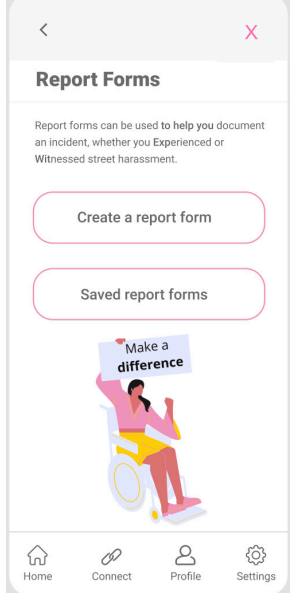 X
Report Forms
Report forms can be used to help you document
an incident, whether you Experienced or
Witnessed street harassment.
Create a report form
Saved report forms
Make a
difference
Home Connect Profile Settings